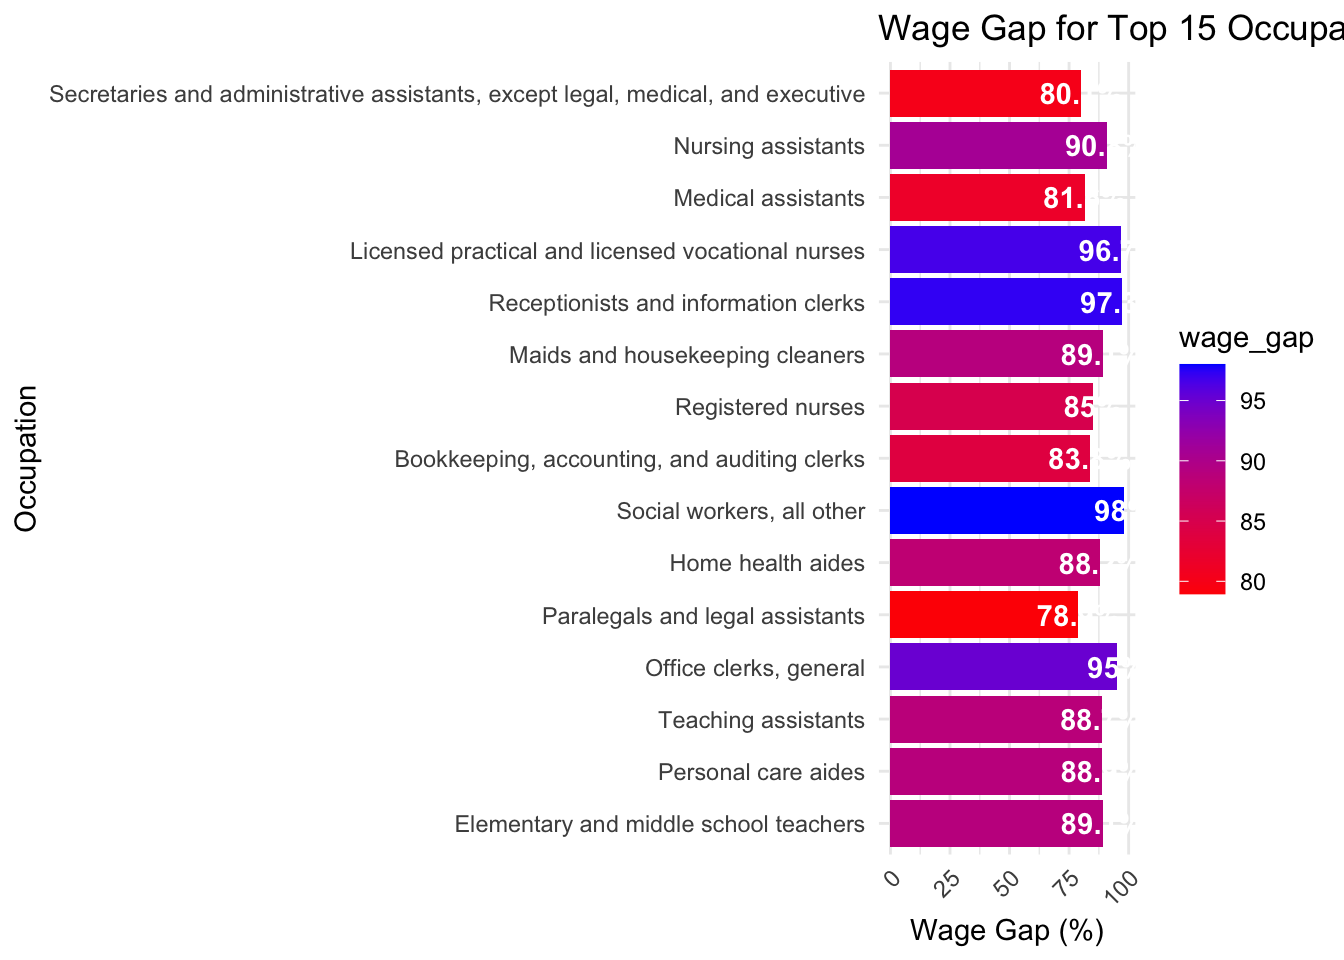 Wage Gap for Top 15 Occupa
Secretaries and administrative assistants, except legal, medical, and executive 80.
Nursing assistants 90.
Medical assistants 81.
Licensed practical and licensed vocational nurses 96.
Receptionists and information clerks 97.
Maids and housekeeping cleaners 89.
Registered nurses 85
Bookkeeping, accounting, and auditing clerks 83.
Social workers, all other 98
Home health aides 88.
Paralegals and legal assistants 78.
Office clerks, general 95
Teaching assistants 88.
Personal care aides 88.
Elementary and middle school teachers 89.
Occupation
0 25 50 75 100
Wage Gap (%)
wage_gap
95
90
85
80